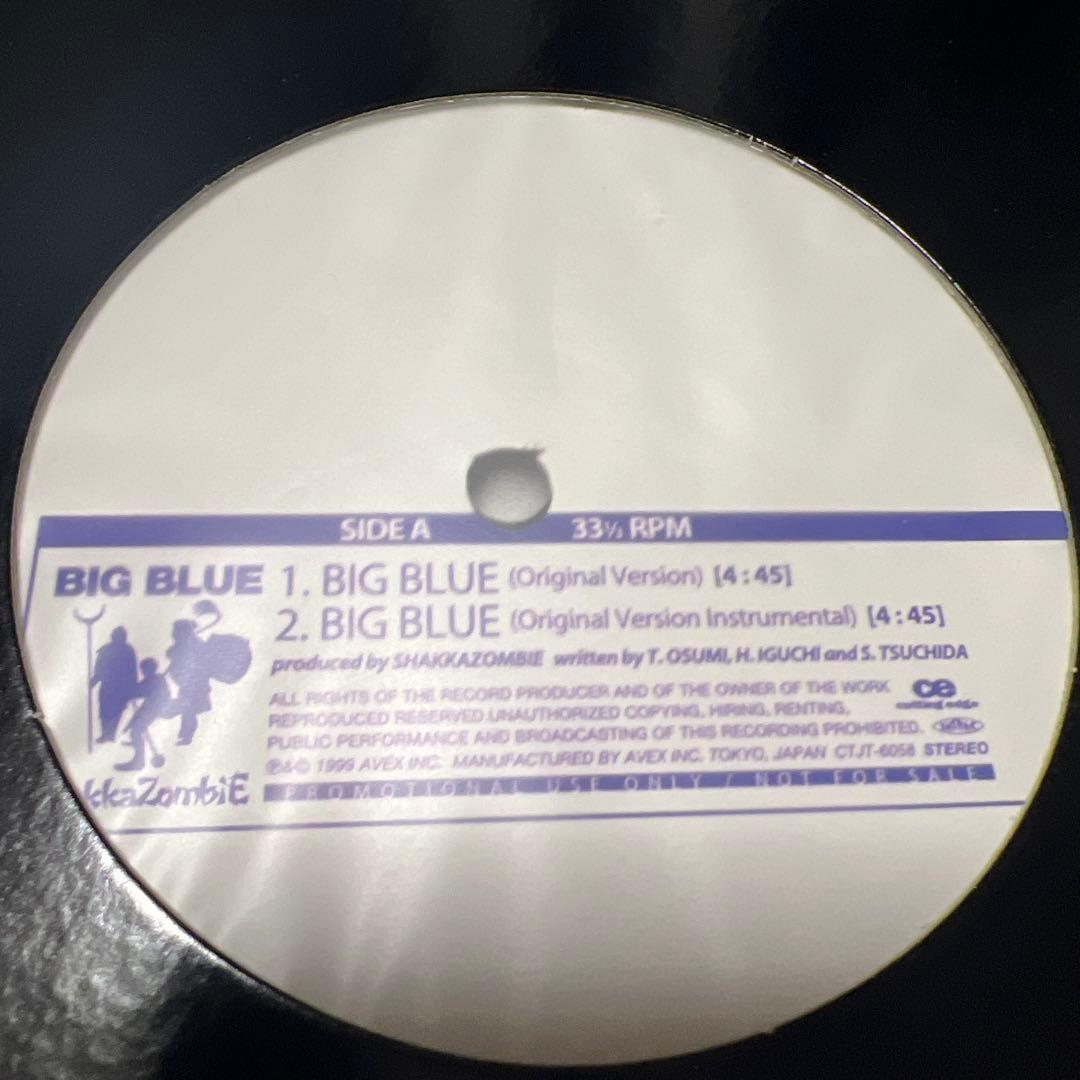 SIDE A 33⅓ RPM
BIG BLUE
1. BIG BLUE (Original Version) [4:45]
2. BIG BLUE (Original Version Instrumental) [4:45]
produced by SHAKKAZOMBIE written by T. OSUMI, H. IGUCHI and S. TSUCHIDA
ALL RIGHTS OF THE RECORD PRODUCER AND OF THE OWNER OF THE WORK
REPRODUCED RESERVED.UNAUTHORIZED COPYING, HIRING, RENTING,
PUBLIC PERFORMANCE AND BROADCASTING OF THIS RECORDING PROHIBITED.
℗&© 1999 AVEX INC. MANUFACTURED BY AVEX INC. TOKYO, JAPAN CTJT-6058 STEREO
PROMOTIONAL USE ONLY / NOT FOR SALE
kkaZombiE
ce
cutting edge